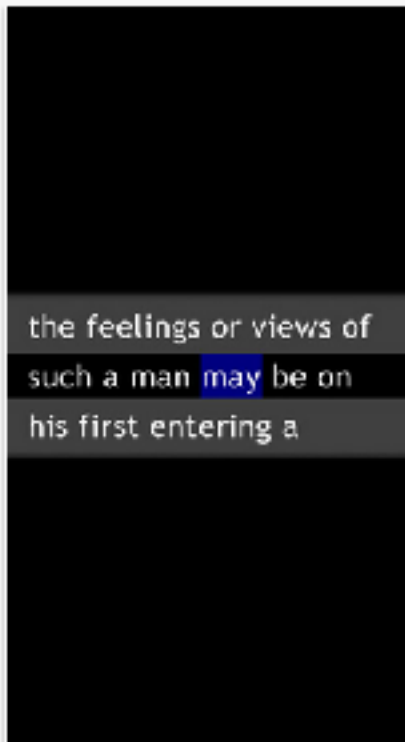 the feelings or views of
such a man may be on
his first entering a